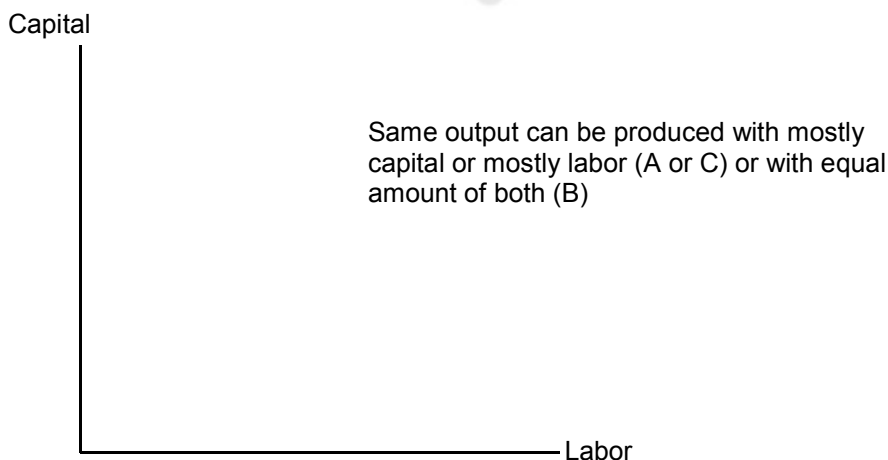 Capital
Same output can be produced with mostly
capital or mostly labor (A or C) or with equal
amount of both (B)
Labor